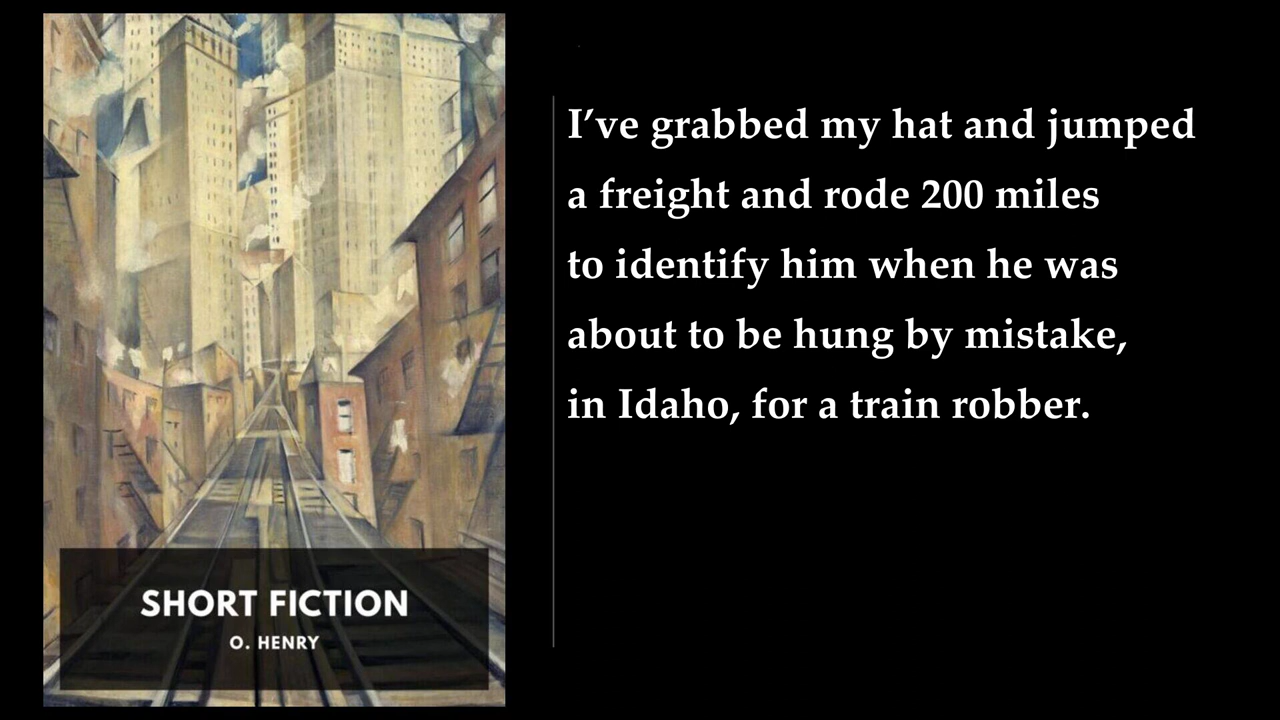 I’ve grabbed my hat and jumped
a freight and rode 200 miles
to identify him when he was
about to be hung by mistake,
in Idaho, for a train robber.
SHORT FICTION
O. HENRY